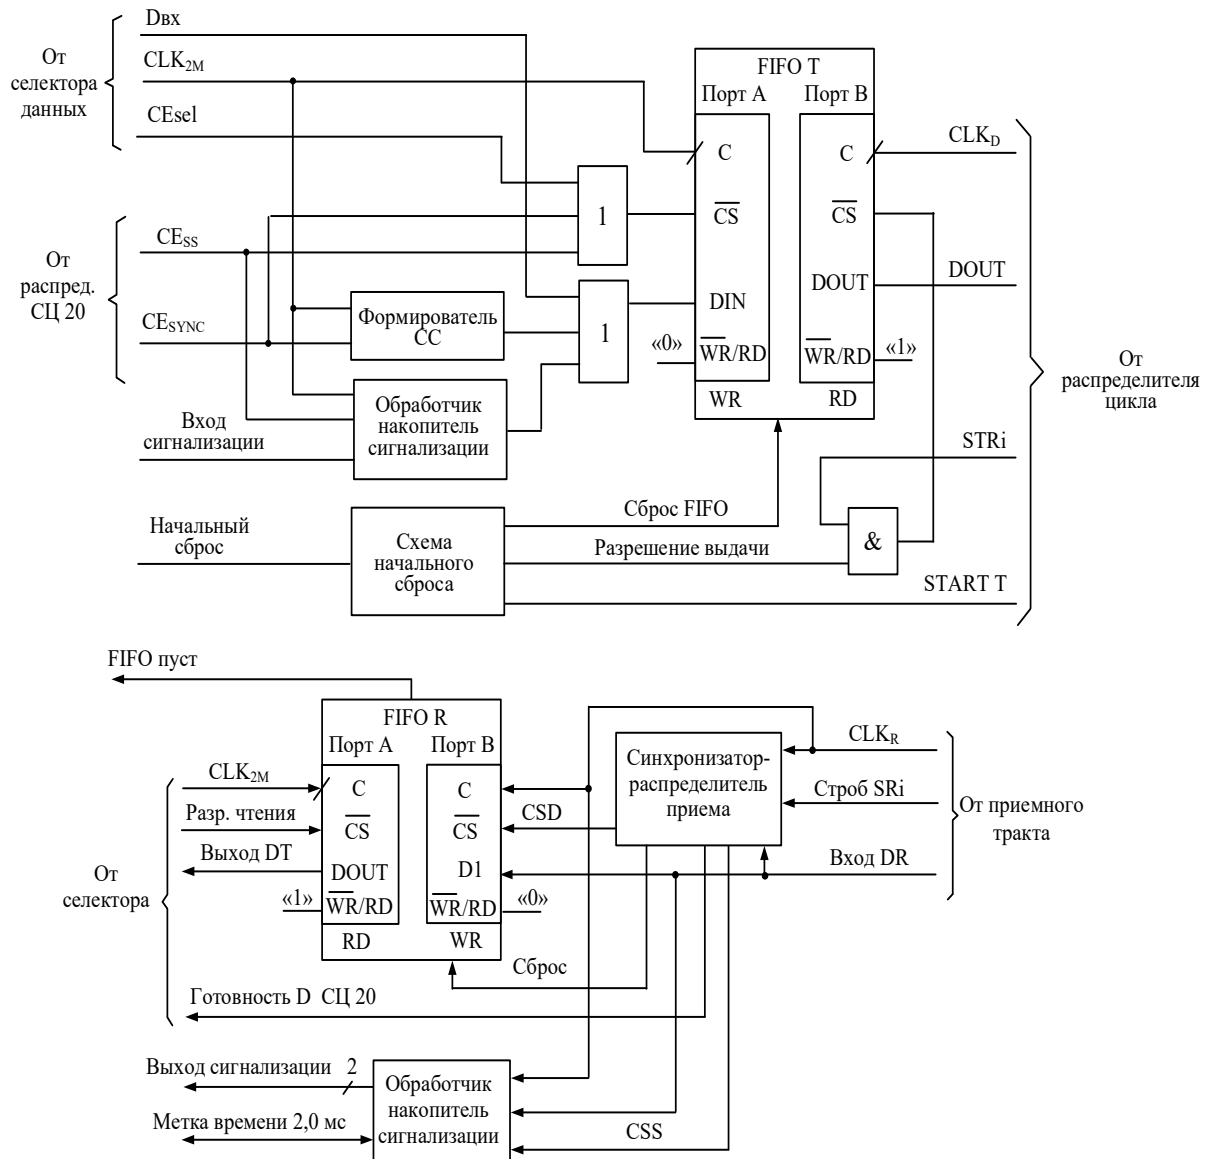 Dвх
От
селектора
данных
CLK2M
CEsel
FIFO T
Порт A
Порт B
C
C
CLKD
CS
CS
1
CESS
От
распред.
СЦ 20
DOUT
DOUT
DIN
CESYNC
Формирователь
СС
1
«0»
WR/RD
WR/RD
«1»
WR
RD
От
распределителя
цикла
Вход
сигнализации
Обработчик
накопитель
сигнализации
STRi
Сброс FIFO
Начальный
сброс
Схема
начального
сброса
Разрешение выдачи
&
START T
FIFO пуст
FIFO R
Порт A
Порт B
CLK2M
C
C
Разр. чтения
CS
CS
CSD
Синхронизатор-
распределитель
приема
CLKR
Строб SRi
От приемного
тракта
Выход DT
DOUT
D1
Вход DR
От
селектора
«1»
WR/RD
WR/RD
«0»
RD
WR
Сброс
Готовность D СЦ 20
Выход сигнализации 2
Обработчик
накопитель
сигнализации
Метка времени 2,0 мс
CSS